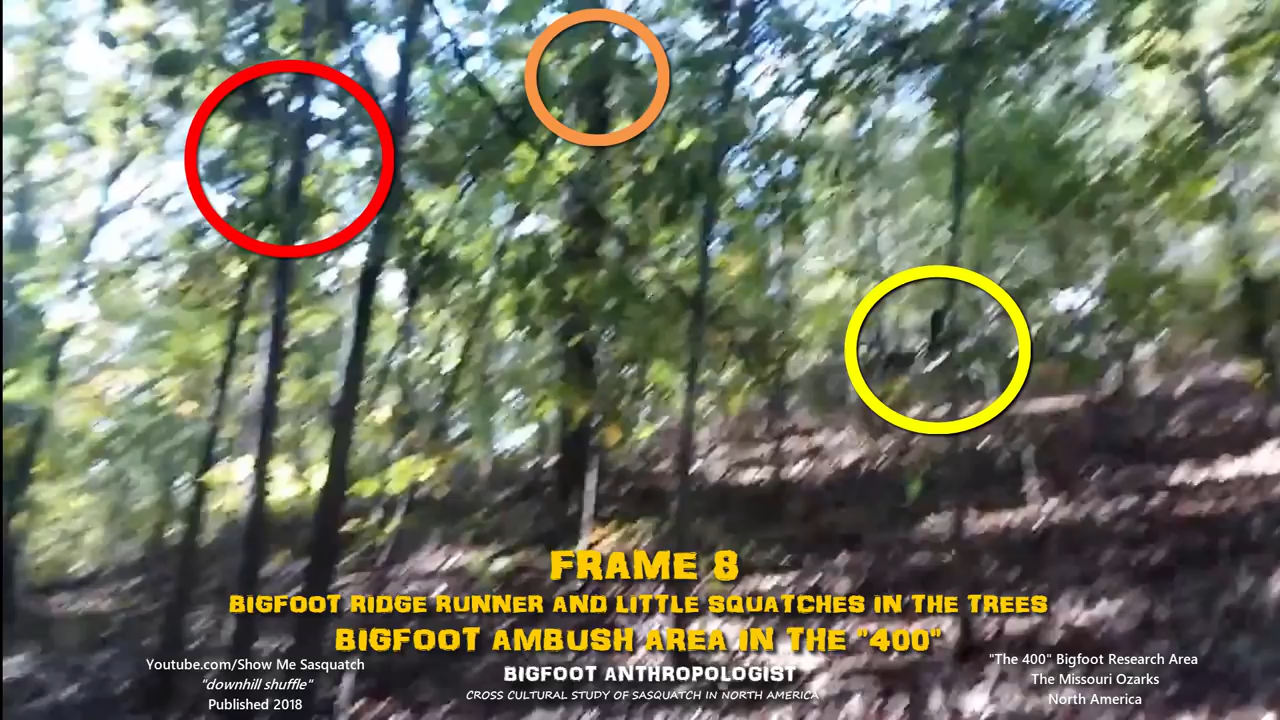 FRAME 8
BIGFOOT RIDGE RUNNER AND LITTLE SQUATCHES IN THE TREES
BIGFOOT AMBUSH AREA IN THE "400"
Youtube.com/Show Me Sasquatch
"downhill shuffle"
Published 2018
BIGFOOT ANTHROPOLOGIST
CROSS CULTURAL STUDY OF SASQUATCH IN NORTH AMERICA
"The 400" Bigfoot Research Area
The Missouri Ozarks
North America